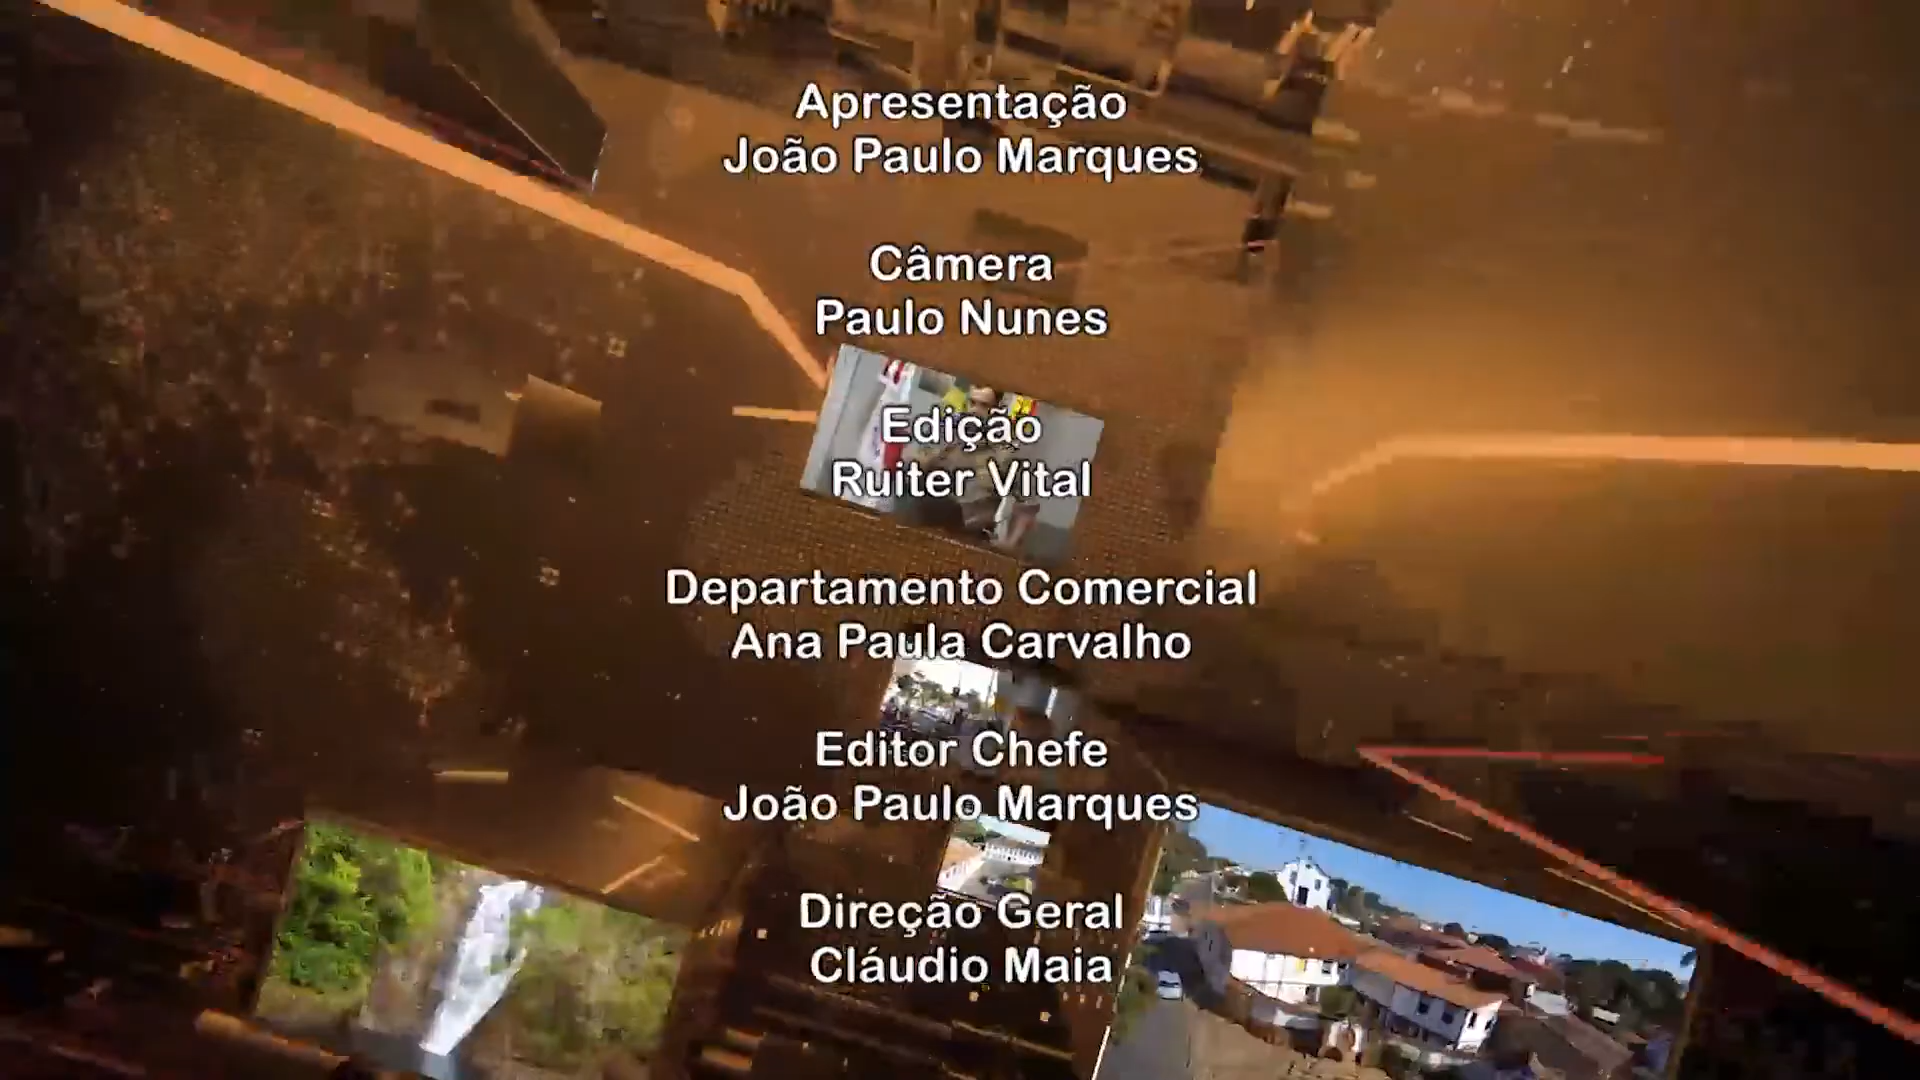 Apresentação
João Paulo Marques
Câmera
Paulo Nunes
Edição
Ruiter Vital
Departamento Comercial
Ana Paula Carvalho
Editor Chefe
João Paulo Marques
Direção Geral
Cláudio Maia